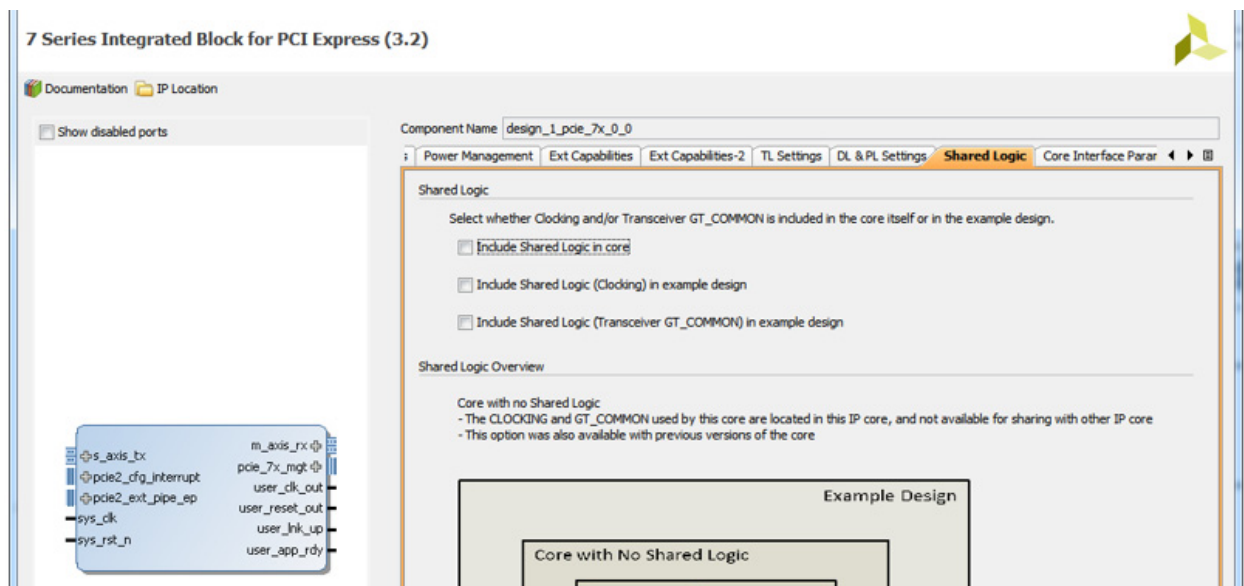 7 Series Integrated Block for PCI Express (3.2)
Documentation IP Location
Show disabled ports
Component Name design_1_pcie_7x_0_0
Power Management Ext Capabilities Ext Capabilities-2 TL Settings DL & PL Settings Shared Logic Core Interface Parar
Shared Logic
Select whether Clocking and/or Transceiver GT_COMMON is included in the core itself or in the example design.
Include Shared Logic in core
Include Shared Logic (Clocking) in example design
Include Shared Logic (Transceiver GT_COMMON) in example design
Shared Logic Overview
Core with no Shared Logic
- The CLOCKING and GT_COMMON used by this core are located in this IP core, and not available for sharing with other IP core
- This option was also available with previous versions of the core
s_axis_tx
pcie2_cfg_interrupt
pcie2_ext_pipe_ep
sys_clk
sys_rst_n
m_axis_rx
pcie_7x_mgt
user_clk_out
user_reset_out
user_lnk_up
user_app_rdy
Example Design
Core with No Shared Logic